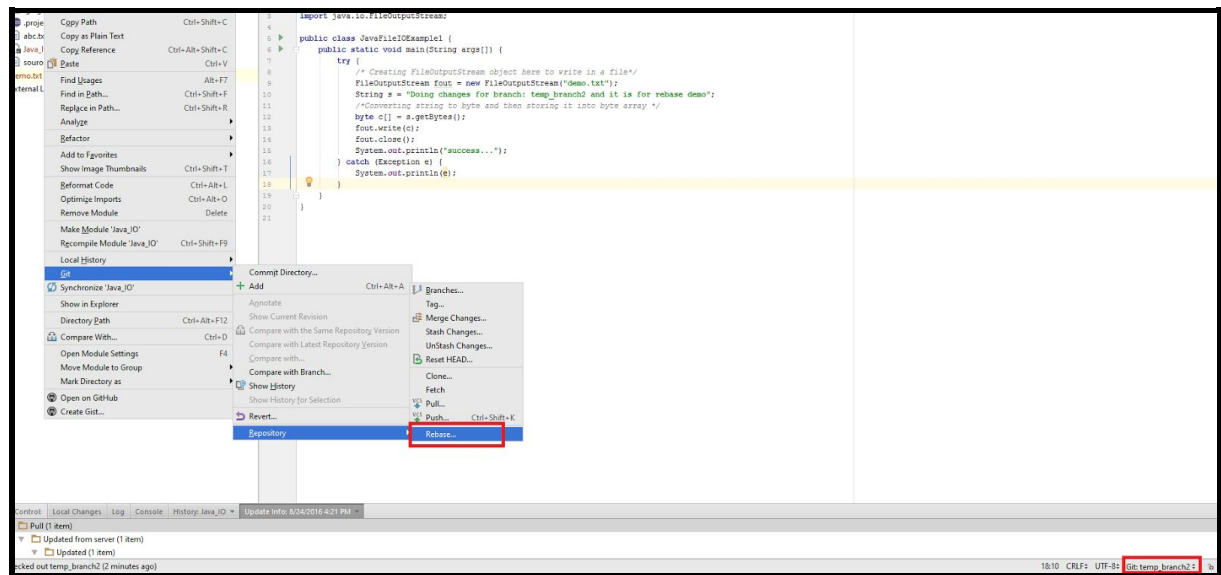 .proje
abc.tx
Java_I
sourc
emo.txt
xternal L
Copy Path Ctrl+Shift+C
Copy as Plain Text
Copy Reference Ctrl+Alt+Shift+C
Paste Ctrl+V
Find Usages Alt+F7
Find in Path... Ctrl+Shift+F
Replace in Path... Ctrl+Shift+R
Analyze
Refactor
Add to Favorites
Show Image Thumbnails Ctrl+Shift+T
Reformat Code Ctrl+Alt+L
Optimize Imports Ctrl+Alt+O
Remove Module Delete
Make Module 'Java_IO'
Recompile Module 'Java_IO' Ctrl+Shift+F9
Local History
Git
Synchronize 'Java_IO'
Show in Explorer
Directory Path Ctrl+Alt+F12
Compare With... Ctrl+D
Open Module Settings F4
Move Module to Group
Mark Directory as
Open on GitHub
Create Gist...
Commit Directory...
Add Ctrl+Alt+A
Annotate
Show Current Revision
Compare with the Same Repository Version
Compare with Latest Repository Version
Compare with...
Compare with Branch...
Show History
Show History for Selection
Revert...
Repository
Branches...
Tag...
Merge Changes...
Stash Changes...
UnStash Changes...
Reset HEAD...
Clone...
Fetch
VCS Pull...
VCS Push... Ctrl+Shift+K
Rebase...
3 import java.io.FileOutputStream;
4
5 public class JavaFileIOExample1 {
6 public static void main(String args[]) {
7 try {
8 /* Creating FileOutputStream object here to write in a file*/
9 FileOutputStream fout = new FileOutputStream("demo.txt");
10 String s = "Doing changes for branch: temp_branch2 and it is for rebase demo";
11 /*Converting string to byte and then storing it into byte array */
12 byte c[] = s.getBytes();
13 fout.write(c);
14 fout.close();
15 System.out.println("success...");
16 } catch (Exception e) {
17 System.out.println(e);
18 }
19 }
20 }
21
Control: Local Changes Log Console History: Java_IO Update Info: 8/24/2016 4:21 PM
Pull (1 item)
Updated from server (1 item)
Updated (1 item)
ecked out temp_branch2 (2 minutes ago) 18:10 CRLF UTF-8 Git: temp_branch2